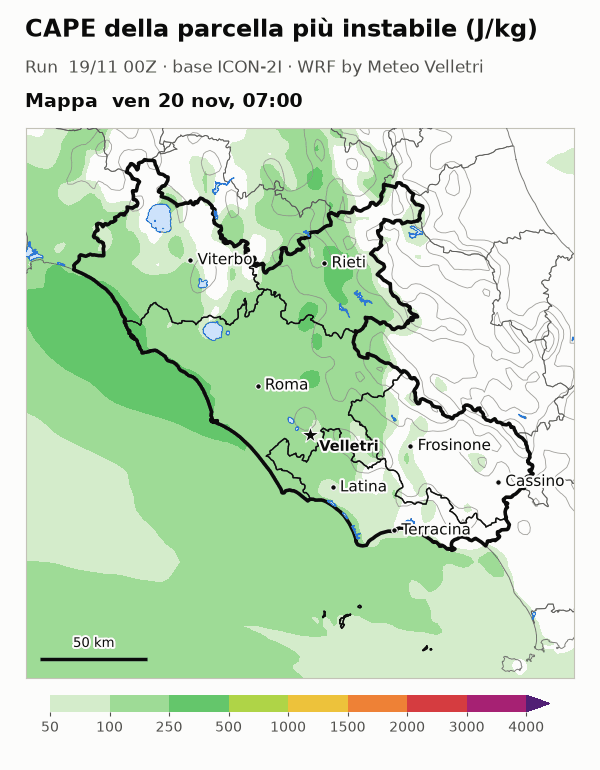 CAPE della parcella più instabile (J/kg)
Run  19/11 00Z · base ICON-2I · WRF by Meteo Velletri
Mappa  ven 20 nov, 07:00
Viterbo
Rieti
Roma
Velletri
Frosinone
Cassino
Latina
Terracina
50 km
50 100 250 500 1000 1500 2000 3000 4000